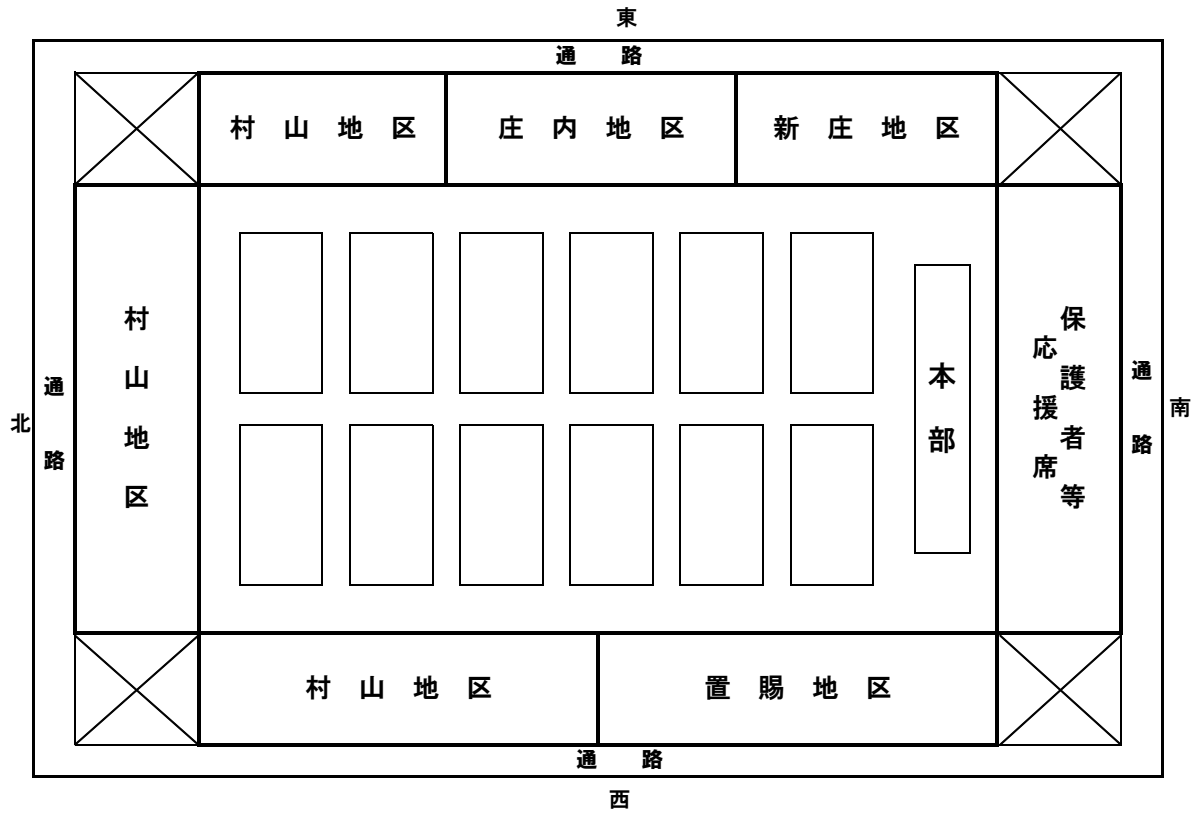 東
通路
村山地区
庄内地区
新庄地区
村山地区
本部
保護者等
応援席
通路
北
通路
南
村山地区
置賜地区
通路
西